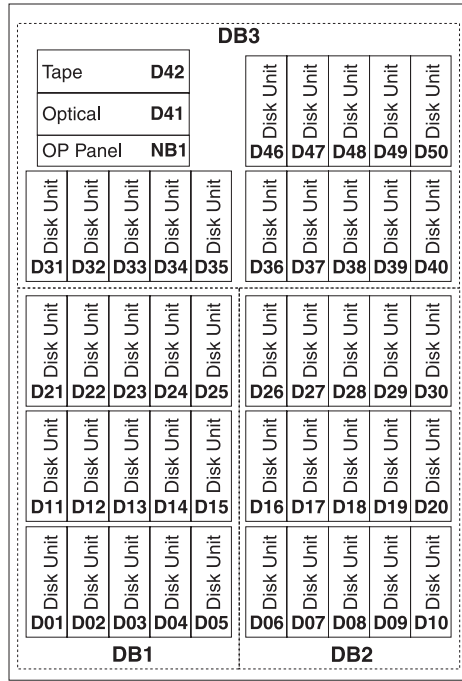 DB3
Tape D42
Optical D41
OP Panel NB1
Disk Unit Disk Unit Disk Unit Disk Unit Disk Unit
D46 D47 D48 D49 D50
Disk Unit Disk Unit Disk Unit Disk Unit Disk Unit
D31 D32 D33 D34 D35
Disk Unit Disk Unit Disk Unit Disk Unit Disk Unit
D36 D37 D38 D39 D40
Disk Unit Disk Unit Disk Unit Disk Unit Disk Unit
D21 D22 D23 D24 D25
Disk Unit Disk Unit Disk Unit Disk Unit Disk Unit
D26 D27 D28 D29 D30
Disk Unit Disk Unit Disk Unit Disk Unit Disk Unit
D11 D12 D13 D14 D15
Disk Unit Disk Unit Disk Unit Disk Unit Disk Unit
D16 D17 D18 D19 D20
Disk Unit Disk Unit Disk Unit Disk Unit Disk Unit
D01 D02 D03 D04 D05
Disk Unit Disk Unit Disk Unit Disk Unit Disk Unit
D06 D07 D08 D09 D10
DB1
DB2